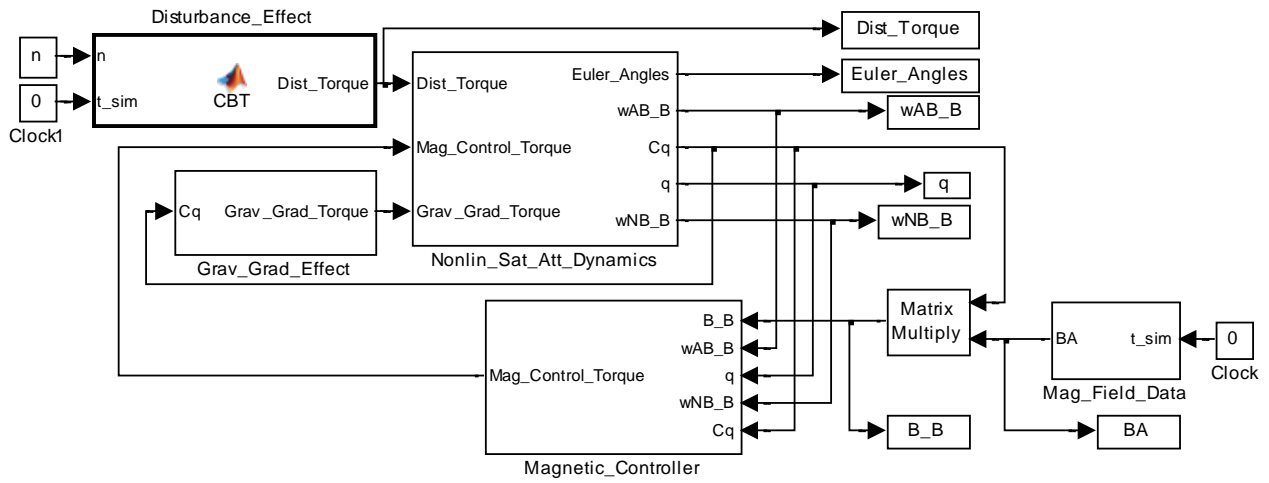 Disturbance_Effect
n
n
CBT
Dist_Torque
0
t_sim
Clock1
Dist_Torque
Mag_Control_Torque
Grav_Grad_Torque
Euler_Angles
wAB_B
Cq
q
wNB_B
Nonlin_Sat_Att_Dynamics
Dist_Torque
Euler_Angles
wAB_B
q
wNB_B
Cq
Grav_Grad_Torque
Grav_Grad_Effect
Mag_Control_Torque
B_B
wAB_B
q
wNB_B
Cq
Magnetic_Controller
Matrix
Multiply
BA
t_sim
Mag_Field_Data
0
Clock
B_B
BA